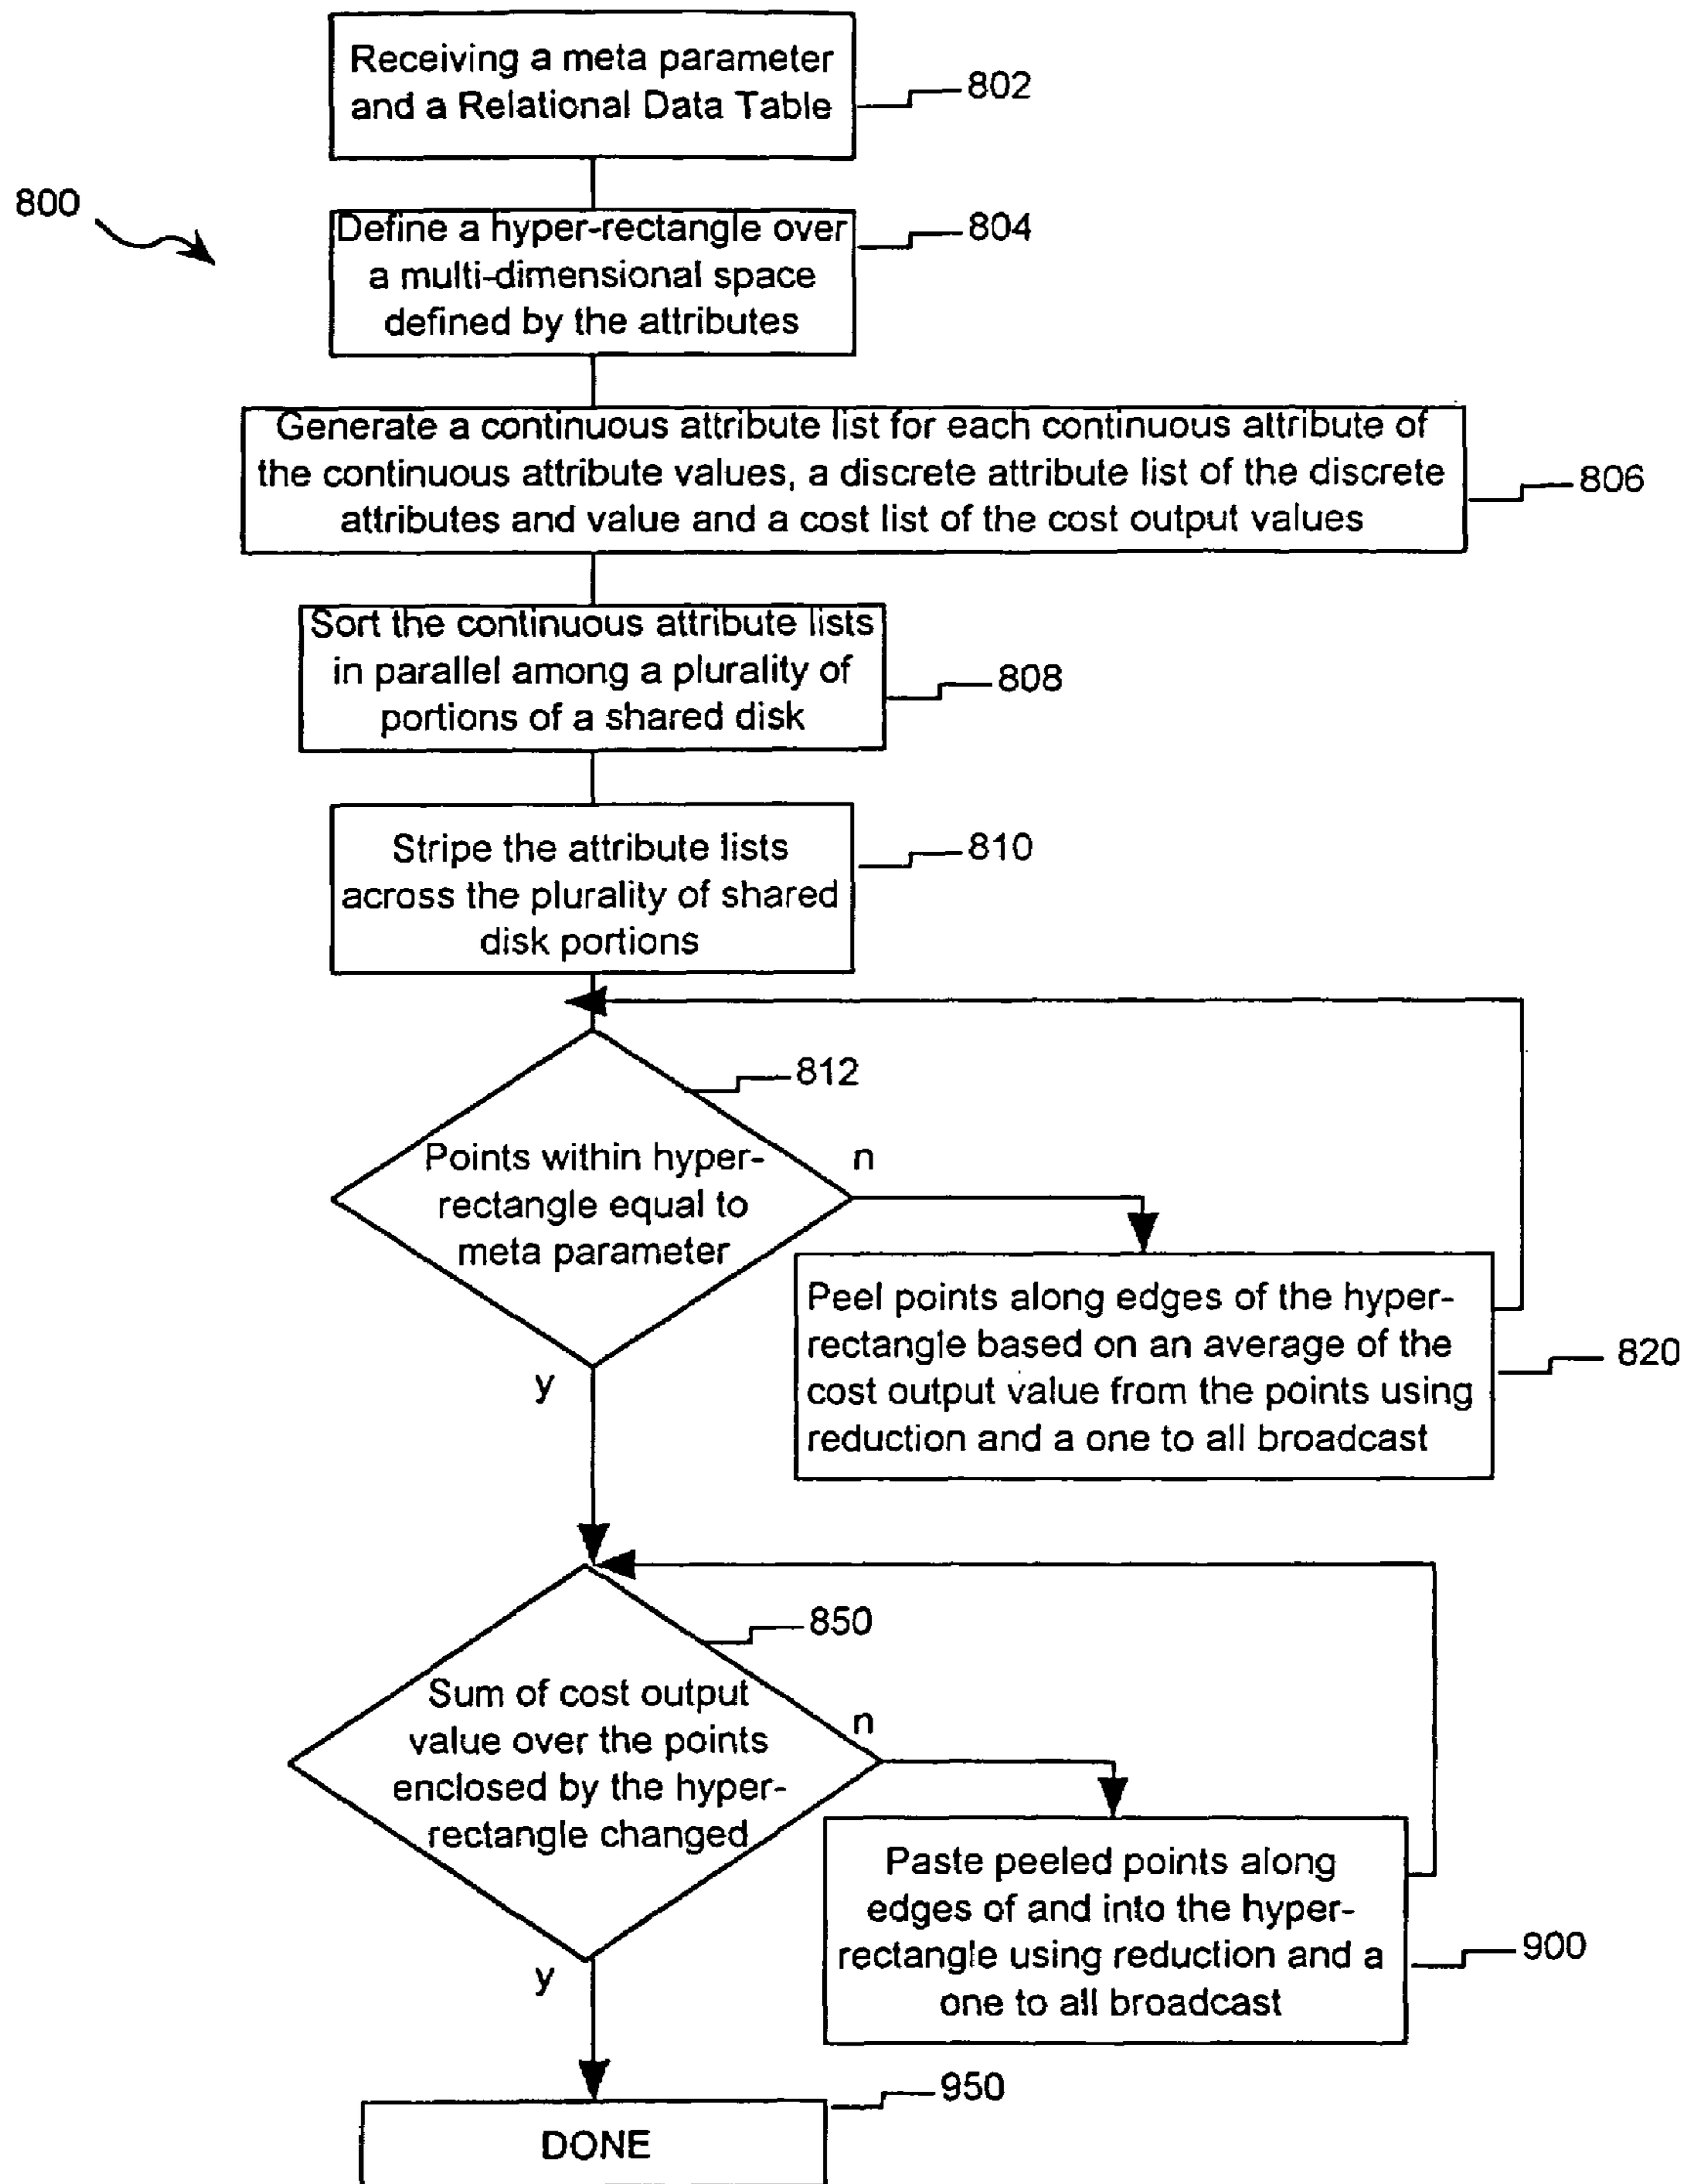 Receiving a meta parameter
and a Relational Data Table
802
800
Define a hyper-rectangle over
a multi-dimensional space
defined by the attributes
804
Generate a continuous attribute list for each continuous attribute of
the continuous attribute values, a discrete attribute list of the discrete
attributes and value and a cost list of the cost output values
806
Sort the continuous attribute lists
in parallel among a plurality of
portions of a shared disk
808
Stripe the attribute lists
across the plurality of shared
disk portions
810
812
Points within hyper-
rectangle equal to
meta parameter
n
y
Peel points along edges of the hyper-
rectangle based on an average of the
cost output value from the points using
reduction and a one to all broadcast
820
850
Sum of cost output
value over the points
enclosed by the hyper-
rectangle changed
n
y
Paste peeled points along
edges of and into the hyper-
rectangle using reduction and a
one to all broadcast
900
950
DONE